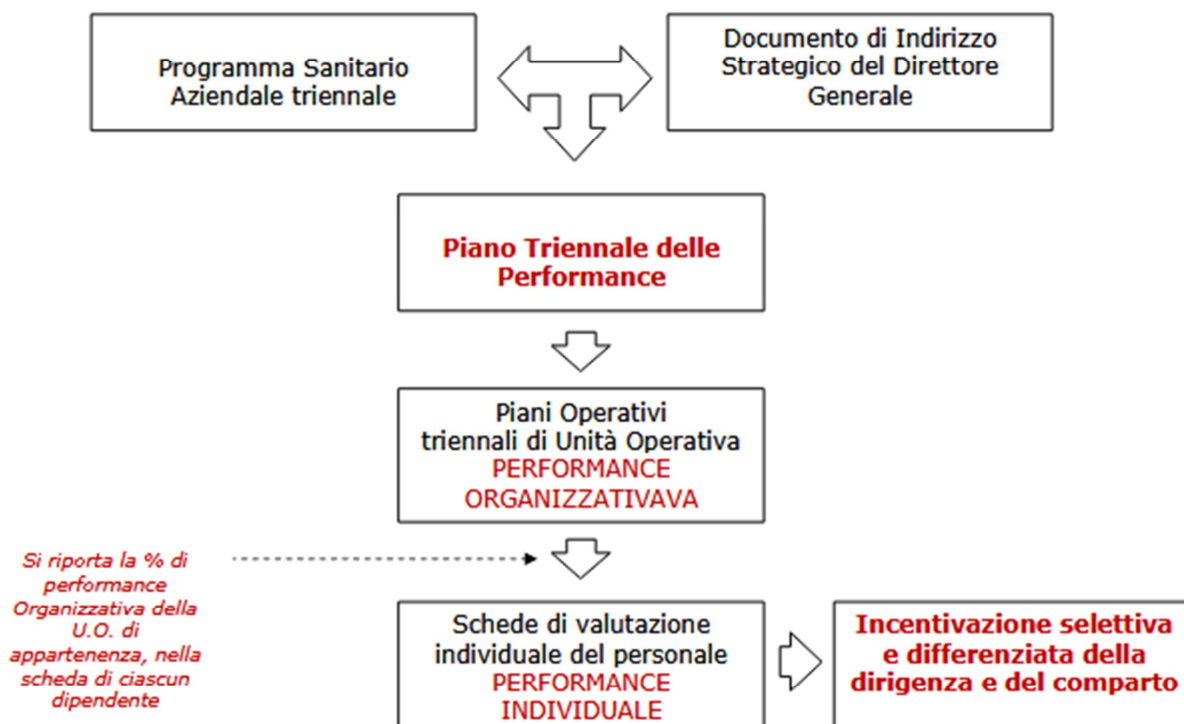 Programma Sanitario
Aziendale triennale
Documento di Indirizzo
Strategico del Direttore
Generale
Piano Triennale delle
Performance
Piani Operativi
triennali di Unità Operativa
PERFORMANCE
ORGANIZZATIVAVA
Si riporta la % di
performance
Organizzativa della
U.O. di
appartenenza, nella
scheda di ciascun
dipendente
Schede di valutazione
individuale del personale
PERFORMANCE
INDIVIDUALE
Incentivazione selettiva
e differenziata della
dirigenza e del comparto